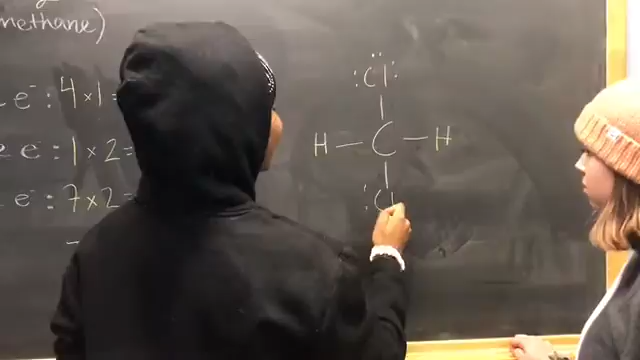 methane)
e⁻: 4 × 1 =
e e⁻: 1 × 2 =
e⁻: 7 × 2 =
:Cl:
H — C — H
:Cl